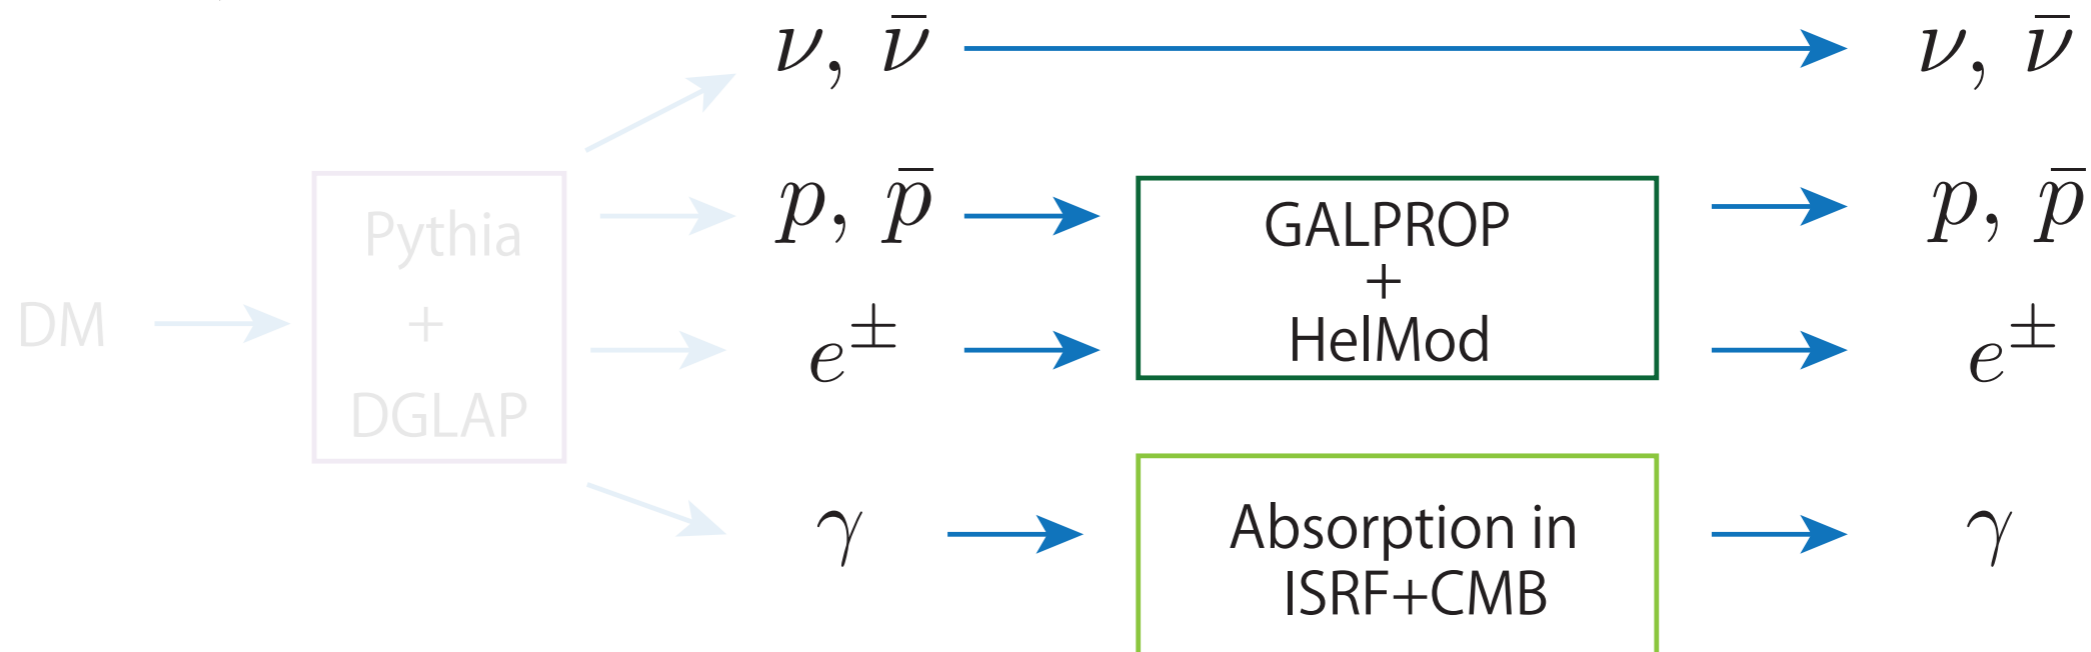 DM
Pythia
+
DGLAP
ν, ν̄
p, p̄
e±
γ
GALPROP
+
HelMod
Absorption in
ISRF+CMB
ν, ν̄
p, p̄
e±
γ